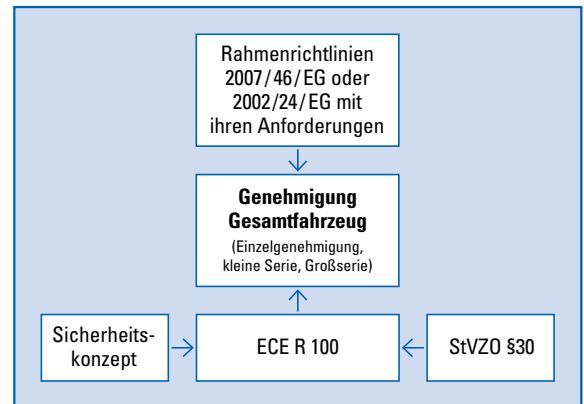 Rahmenrichtlinien
2007/46/EG oder
2002/24/EG mit
ihren Anforderungen
Genehmigung
Gesamtfahrzeug
(Einzelgenehmigung,
kleine Serie, Großserie)
Sicherheits-
konzept
ECE R 100
StVZO §30